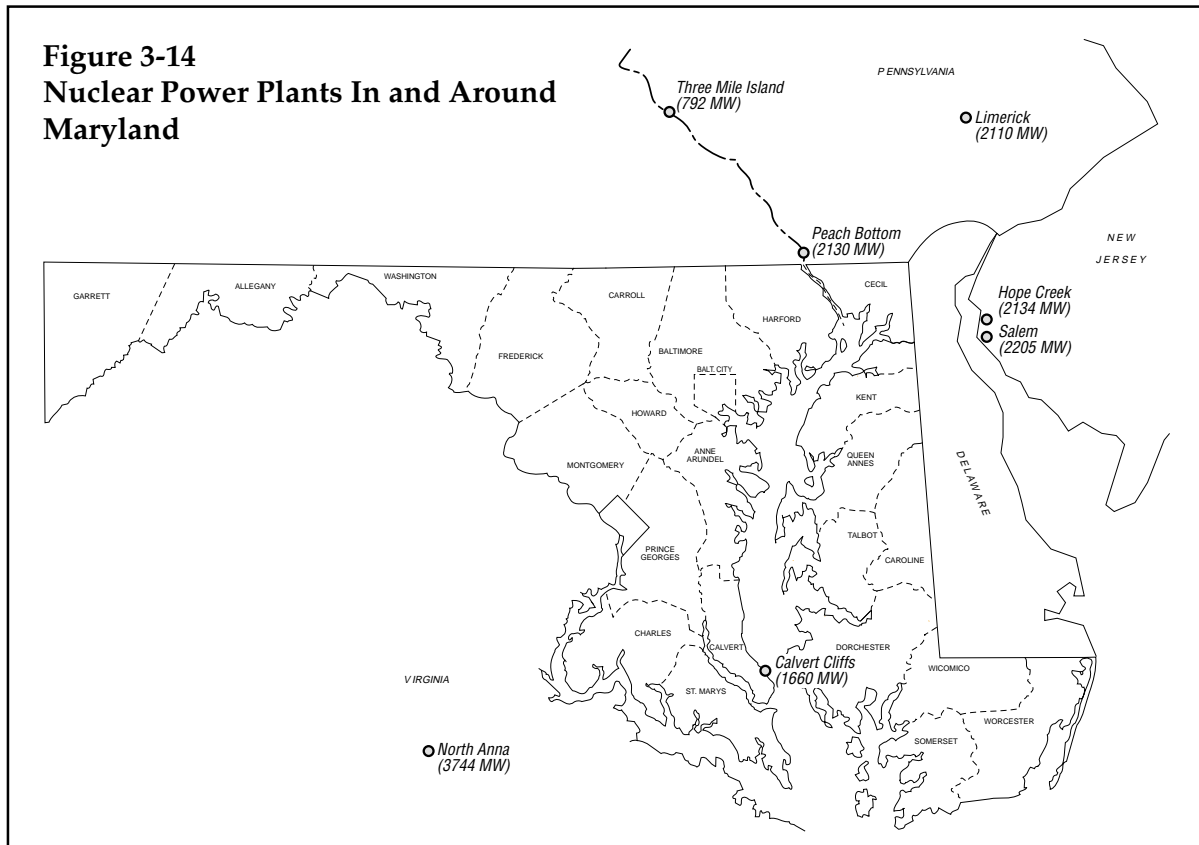 Figure 3-14
Nuclear Power Plants In and Around
Maryland
PENNSYLVANIA
Three Mile Island
(792 MW)
Limerick
(2110 MW)
Peach Bottom
(2130 MW)
NEW
JERSEY
GARRETT
ALLEGANY
WASHINGTON
CARROLL
CECIL
HARFORD
Hope Creek
(2134 MW)
Salem
(2205 MW)
FREDERICK
BALTIMORE
BALT. CITY
KENT
HOWARD
ANNE
ARUNDEL
QUEEN
ANNES
MONTGOMERY
DELAWARE
TALBOT
PRINCE
GEORGES
CAROLINE
CHARLES
CALVERT
DORCHESTER
Calvert Cliffs
(1660 MW)
WICOMICO
VIRGINIA
ST. MARYS
WORCESTER
SOMERSET
North Anna
(3744 MW)